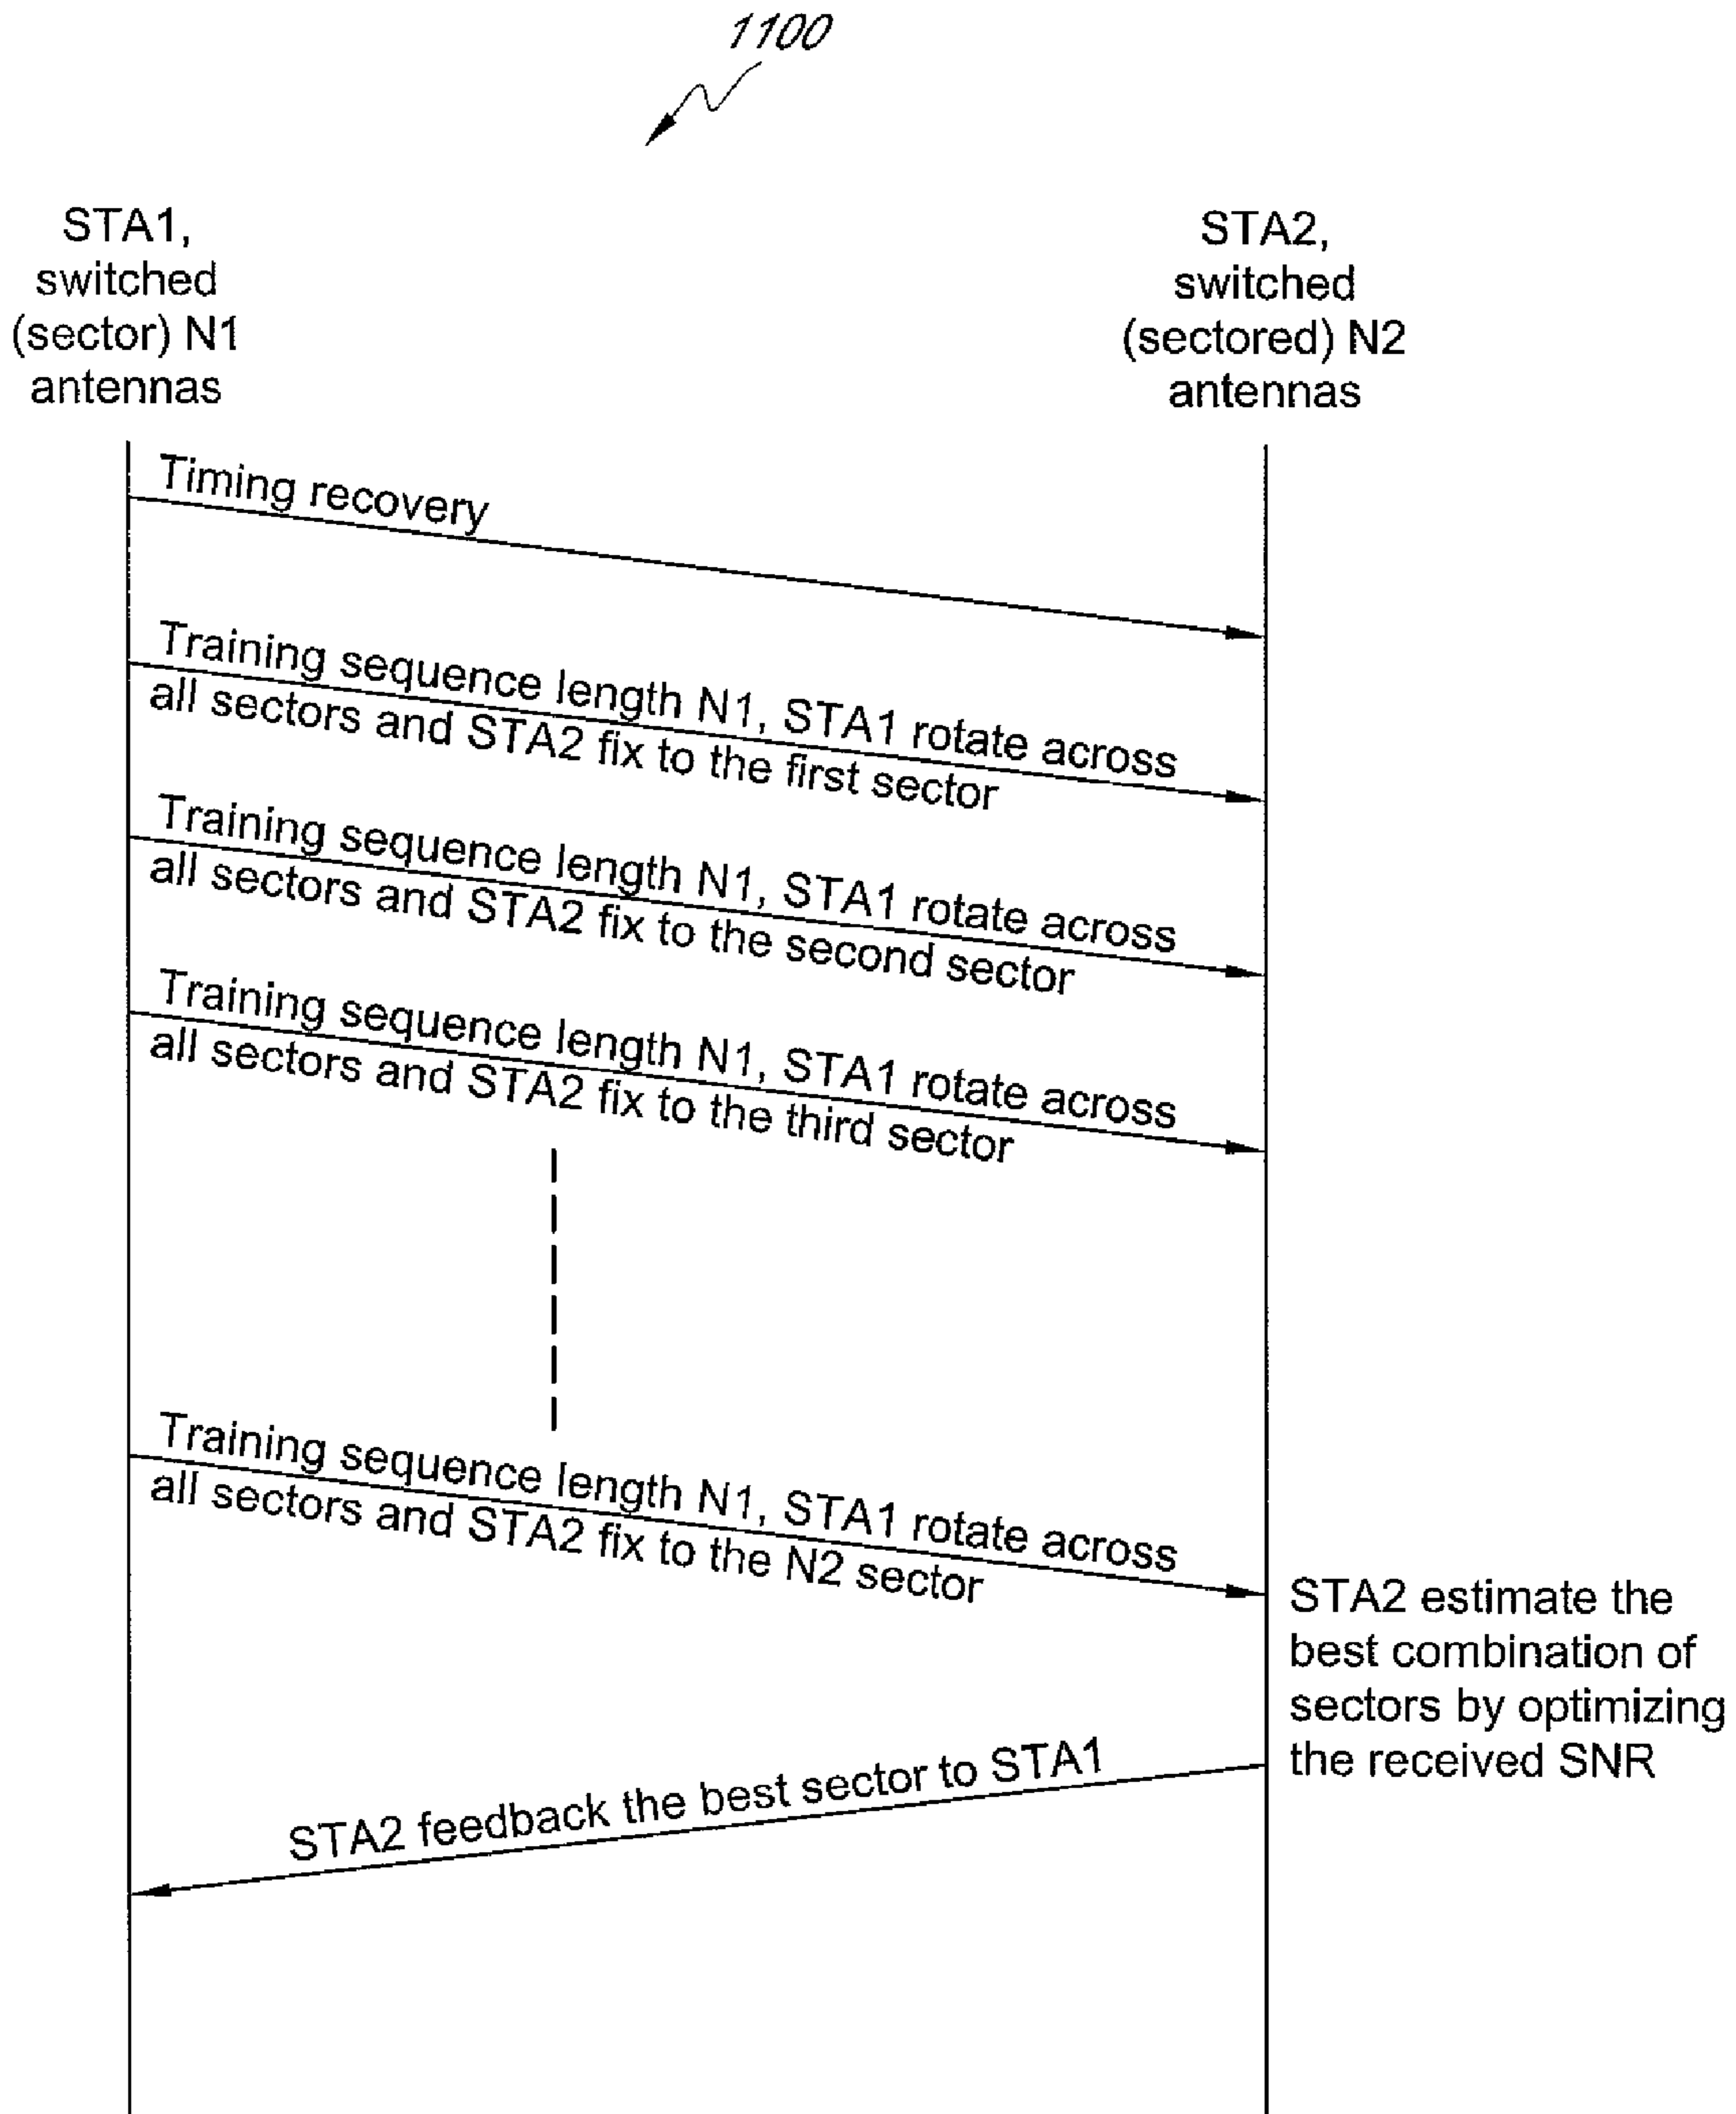 1100
STA1,
switched
(sector) N1
antennas
STA2,
switched
(sectored) N2
antennas
Timing recovery
Training sequence length N1, STA1 rotate across
all sectors and STA2 fix to the first sector
Training sequence length N1, STA1 rotate across
all sectors and STA2 fix to the second sector
Training sequence length N1, STA1 rotate across
all sectors and STA2 fix to the third sector
Training sequence length N1, STA1 rotate across
all sectors and STA2 fix to the N2 sector
STA2 estimate the
best combination of
sectors by optimizing
the received SNR
STA2 feedback the best sector to STA1